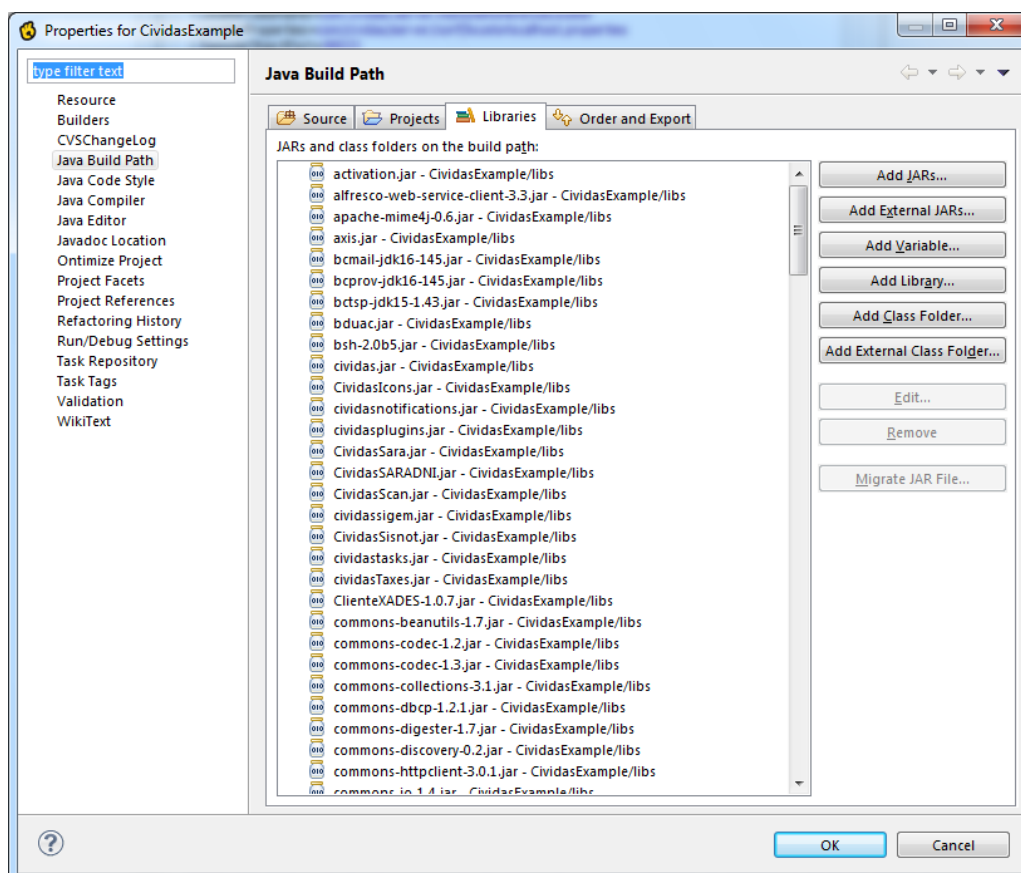 Properties for CividasExample
type filter text
Resource
Builders
CVSChangeLog
Java Build Path
Java Code Style
Java Compiler
Java Editor
Javadoc Location
Ontimize Project
Project Facets
Project References
Refactoring History
Run/Debug Settings
Task Repository
Task Tags
Validation
WikiText
Java Build Path
Source Projects Libraries Order and Export
JARs and class folders on the build path:
activation.jar - CividasExample/libs
alfresco-web-service-client-3.3.jar - CividasExample/libs
apache-mime4j-0.6.jar - CividasExample/libs
axis.jar - CividasExample/libs
bcmail-jdk16-145.jar - CividasExample/libs
bcprov-jdk16-145.jar - CividasExample/libs
bctsp-jdk15-1.43.jar - CividasExample/libs
bduac.jar - CividasExample/libs
bsh-2.0b5.jar - CividasExample/libs
cividas.jar - CividasExample/libs
CividasIcons.jar - CividasExample/libs
cividasnotifications.jar - CividasExample/libs
cividasplugins.jar - CividasExample/libs
CividasSara.jar - CividasExample/libs
CividasSARADNI.jar - CividasExample/libs
CividasScan.jar - CividasExample/libs
cividassigem.jar - CividasExample/libs
CividasSisnot.jar - CividasExample/libs
cividastasks.jar - CividasExample/libs
cividasTaxes.jar - CividasExample/libs
ClienteXADES-1.0.7.jar - CividasExample/libs
commons-beanutils-1.7.jar - CividasExample/libs
commons-codec-1.2.jar - CividasExample/libs
commons-codec-1.3.jar - CividasExample/libs
commons-collections-3.1.jar - CividasExample/libs
commons-dbcp-1.2.1.jar - CividasExample/libs
commons-digester-1.7.jar - CividasExample/libs
commons-discovery-0.2.jar - CividasExample/libs
commons-httpclient-3.0.1.jar - CividasExample/libs
commons-io-1.4.jar - CividasExample/libs
Add JARs...
Add External JARs...
Add Variable...
Add Library...
Add Class Folder...
Add External Class Folder...
Edit...
Remove
Migrate JAR File...
OK
Cancel